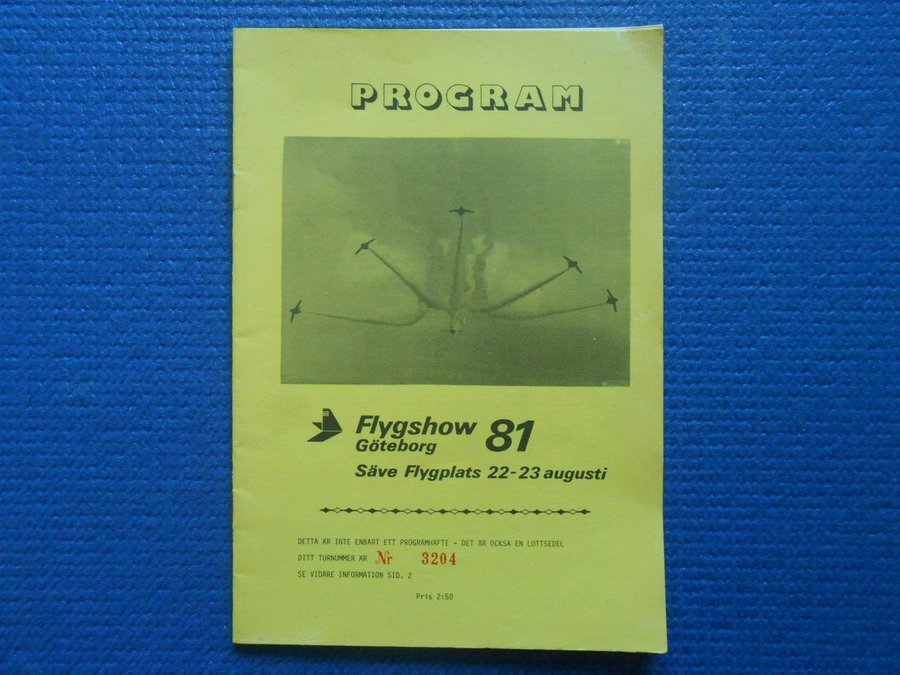 PROGRAM
Flygshow 81
Göteborg
Säve Flygplats 22-23 augusti
DETTA ÄR INTE ENBART ETT PROGRAMHÄFTE - DET ÄR OCKSA EN LOTTSEDEL
DITT TURNUMMER ÄR Nr 3204
SE VIDARE INFORMATION SID. 2
Pris 2:50